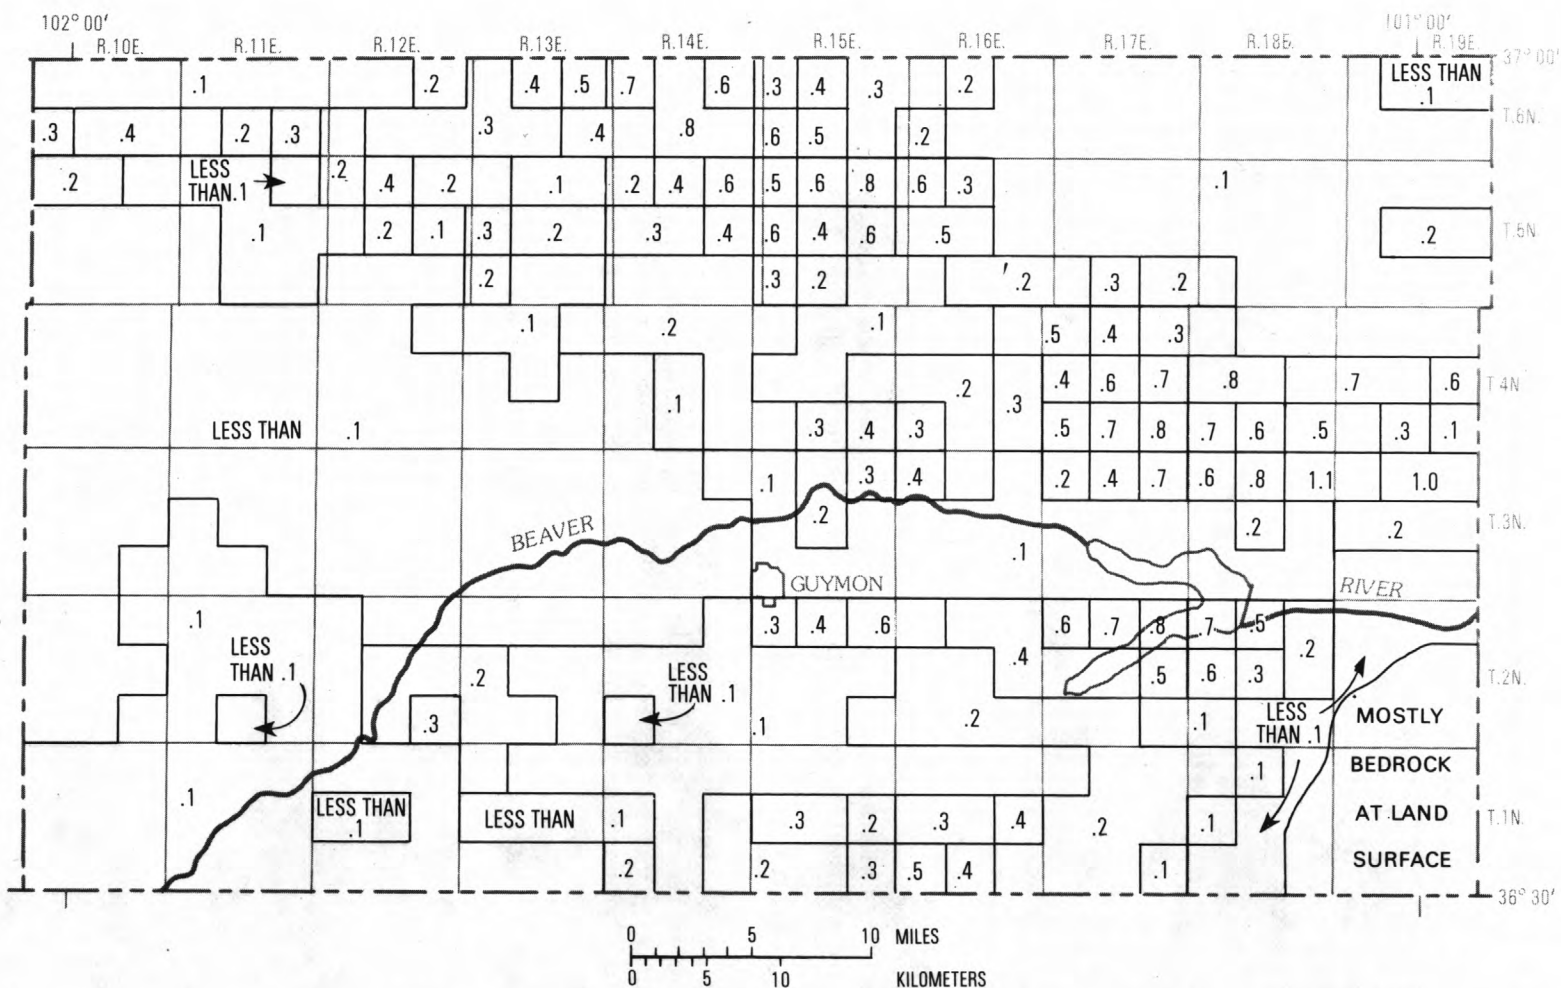 102° 00′ 101° 00′
R.10E. R.11E. R.12E. R.13E. R.14E. R.15E. R.16E. R.17E. R.18E. R.19E.
37° 00′
.1 .2 .4 .5 .7 .6 .3 .4 .3 .2 LESS THAN
.1
T.6N.
.3 .4 .2 .3 .3 .4 .8 .6 .5 .2
.2 LESS
THAN .1 .2 .4 .2 .1 .2 .4 .6 .5 .6 .8 .6 .3 .1
.1 .2 .1 .3 .2 .3 .4 .6 .4 .6 .5 .2 T.5N.
.2 .3 .2 .2 .3 .2
.1 .2 .1 .5 .4 .3
.1 .2 .3 .4 .6 .7 .8 .7 .6 T.4N.
LESS THAN .1 .3 .4 .3 .5 .7 .8 .7 .6 .5 .3 .1
.1 .3 .4 .2 .4 .7 .6 .8 1.1 1.0
BEAVER .2 .1 .2 .2 T.3N.
GUYMON RIVER
.1 .3 .4 .6 .6 .7 .8 .7 .5
LESS
THAN .1 .2 LESS
THAN .1 .4 .5 .6 .3 .2 T.2N.
.3 .1 .2 .1 LESS
THAN .1 MOSTLY
BEDROCK
AT LAND
SURFACE
.1 .1
LESS THAN
.1 LESS THAN .1 .3 .2 .3 .4 .2 .1 T.1N.
.2 .2 .3 .5 .4 .1
36° 30′
0 5 10 MILES
0 5 10 KILOMETERS